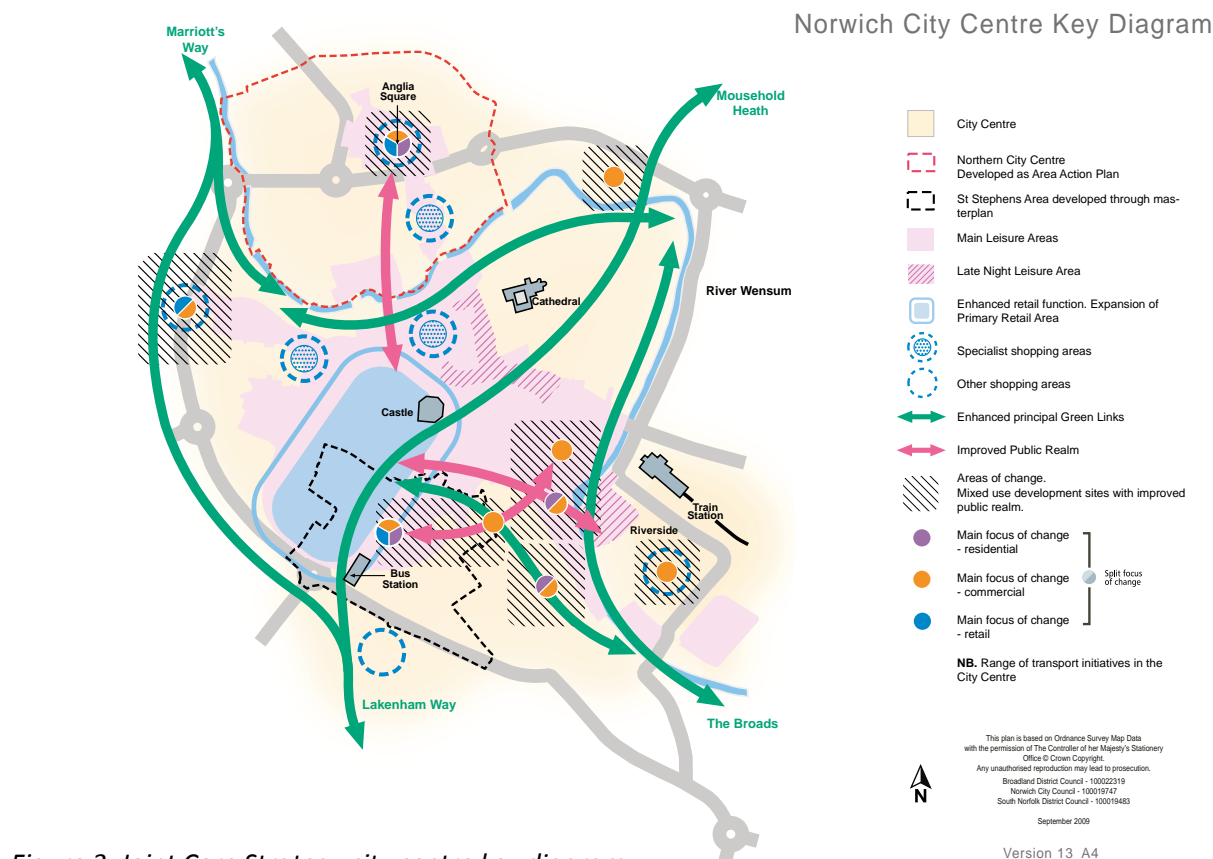 Norwich City Centre Key Diagram
Marriott's
Way
Anglia
Square
Mousehold
Heath
Cathedral
River Wensum
Castle
Train
Station
Riverside
Bus
Station
Lakenham Way
The Broads
City Centre
Northern City Centre
Developed as Area Action Plan
St Stephens Area developed through mas-
terplan
Main Leisure Areas
Late Night Leisure Area
Enhanced retail function. Expansion of
Primary Retail Area
Specialist shopping areas
Other shopping areas
Enhanced principal Green Links
Improved Public Realm
Areas of change.
Mixed use development sites with improved
public realm.
Main focus of change
- residential
Main focus of change
- commercial
Split focus
of change
Main focus of change
- retail
NB. Range of transport initiatives in the
City Centre
This plan is based on Ordnance Survey Map Data
with the permission of The Controller of her Majesty's Stationery
Office © Crown Copyright.
Any unauthorised reproduction may lead to prosecution.
Broadland District Council - 100022319
Norwich City Council - 100019747
South Norfolk District Council - 100019483
September 2009
N
Version 13 A4